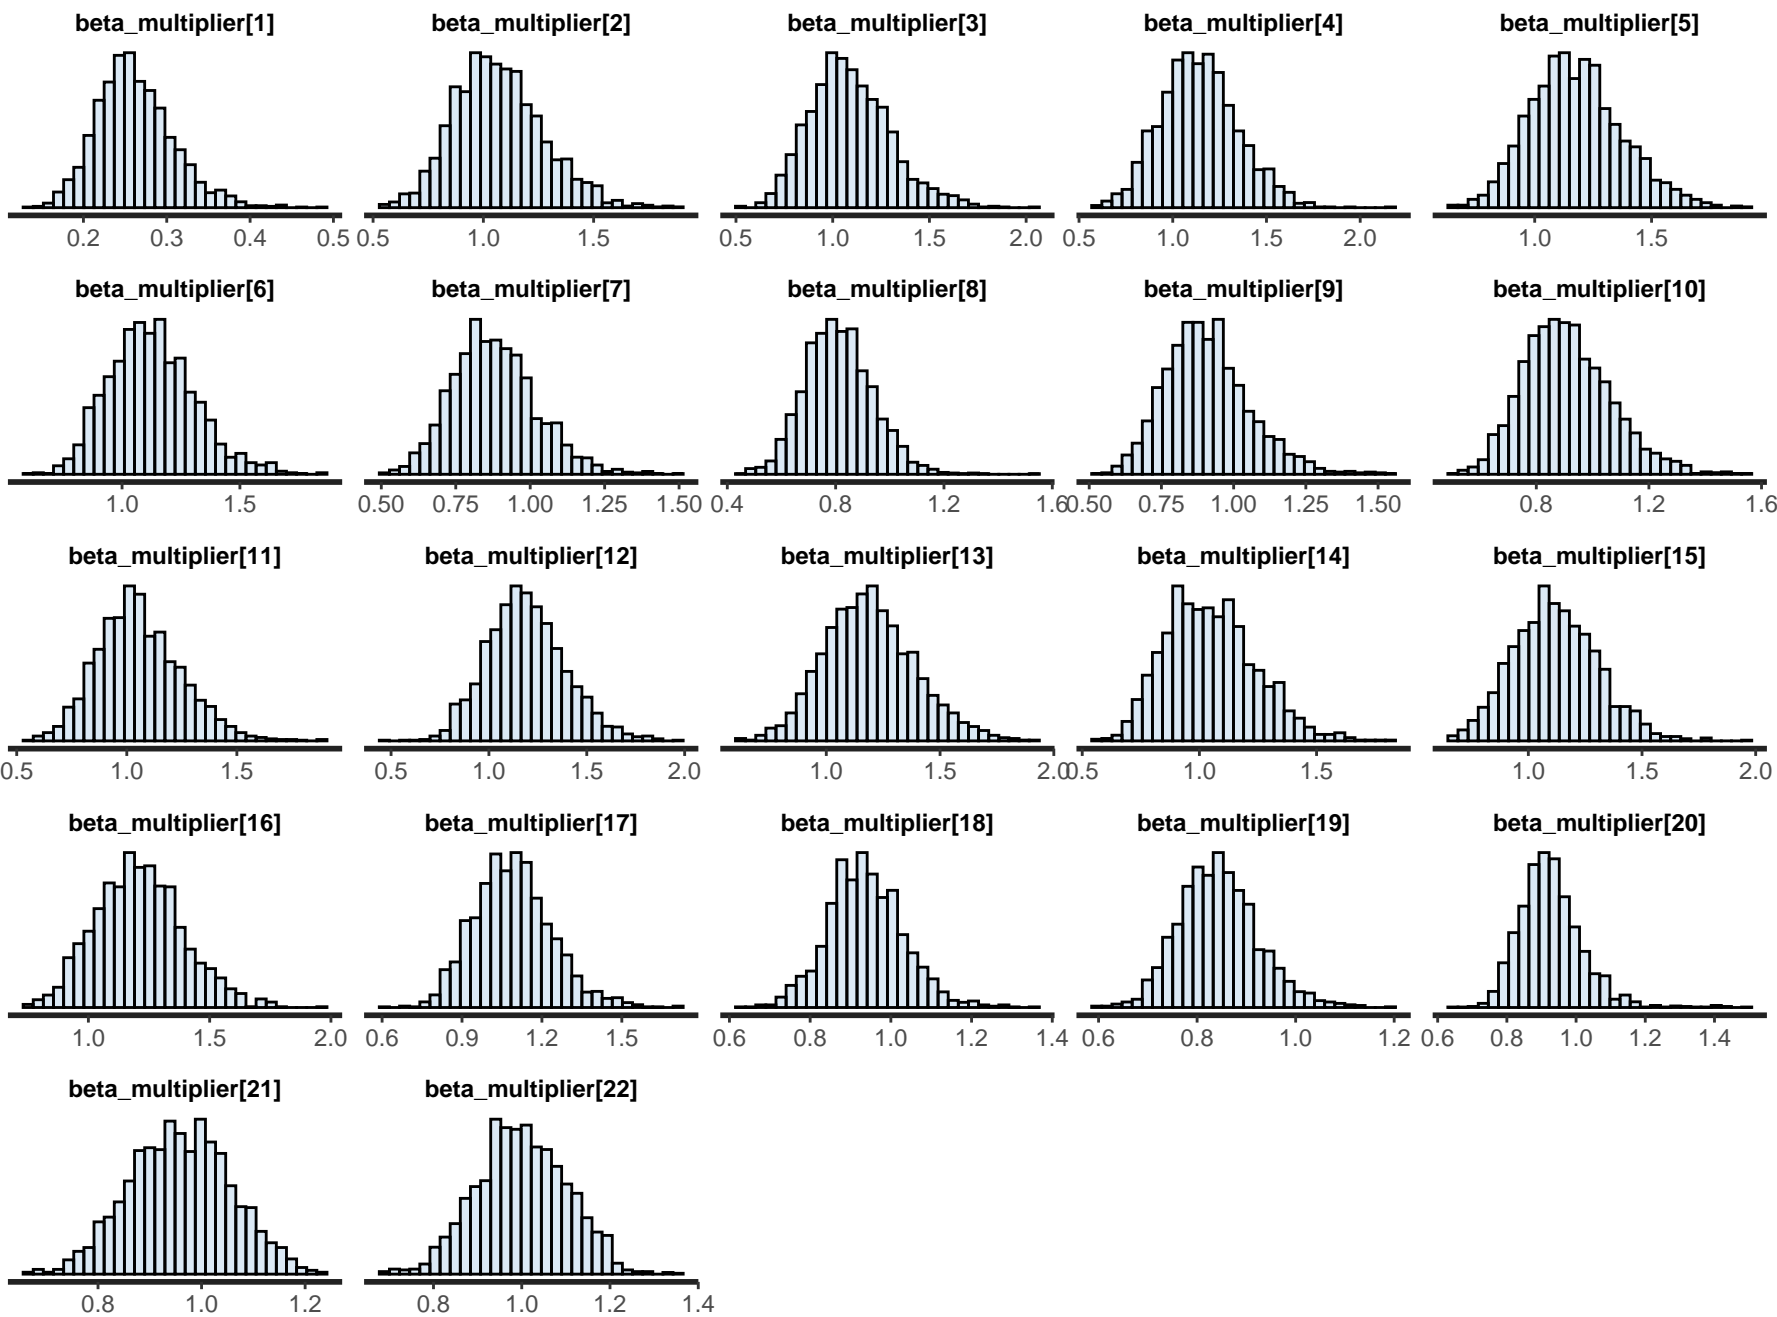 beta_multiplier[1] beta_multiplier[2] beta_multiplier[3] beta_multiplier[4] beta_multiplier[5]
0.2 0.3 0.4 0.5 0.5 1.0 1.5 0.5 1.0 1.5 2.0 0.5 1.0 1.5 2.0 1.0 1.5
beta_multiplier[6] beta_multiplier[7] beta_multiplier[8] beta_multiplier[9] beta_multiplier[10]
1.0 1.5 0.50 0.75 1.00 1.25 1.50 0.4 0.8 1.2 1.6 0.50 0.75 1.00 1.25 1.50 0.8 1.2 1.6
beta_multiplier[11] beta_multiplier[12] beta_multiplier[13] beta_multiplier[14] beta_multiplier[15]
0.5 1.0 1.5 0.5 1.0 1.5 2.0 1.0 1.5 2.0 0.5 1.0 1.5 1.0 1.5 2.0
beta_multiplier[16] beta_multiplier[17] beta_multiplier[18] beta_multiplier[19] beta_multiplier[20]
1.0 1.5 2.0 0.6 0.9 1.2 1.5 0.6 0.8 1.0 1.2 1.4 0.6 0.8 1.0 1.2 0.6 0.8 1.0 1.2 1.4
beta_multiplier[21] beta_multiplier[22]
0.8 1.0 1.2 0.8 1.0 1.2 1.4